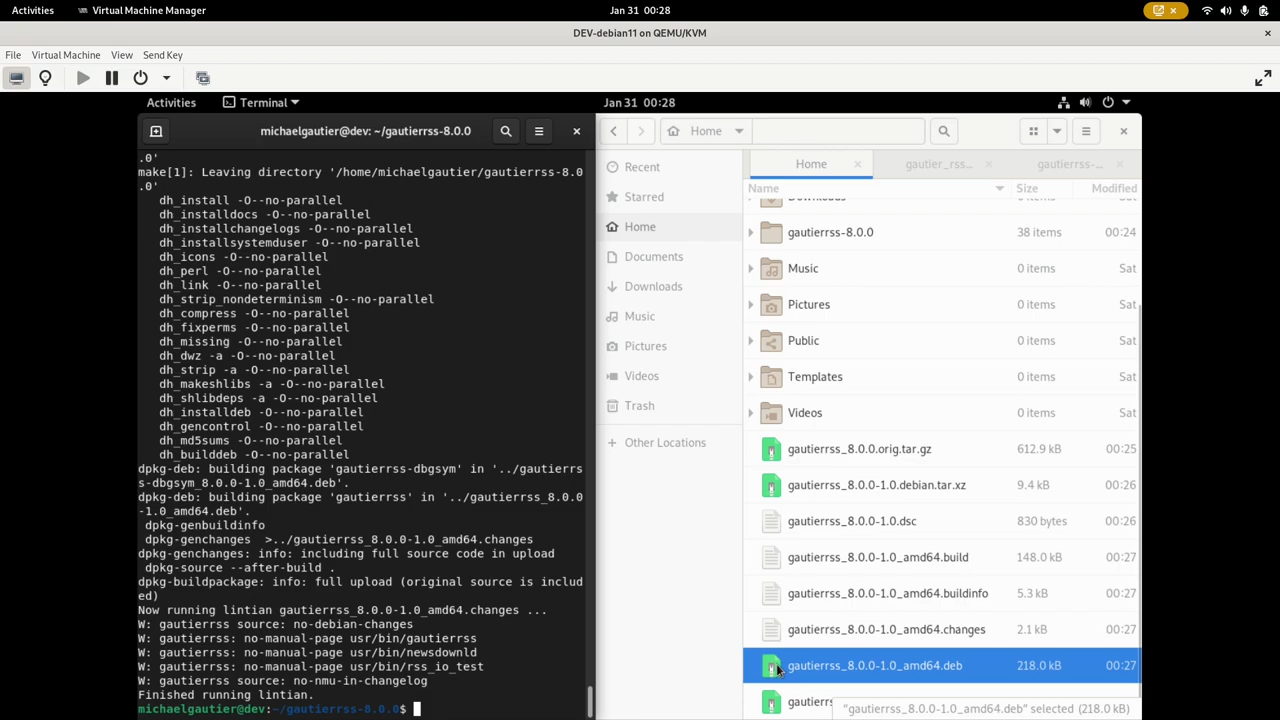 Activities Virtual Machine Manager Jan 31 00:28
DEV-debian11 on QEMU/KVM
File Virtual Machine View Send Key
Activities Terminal Jan 31 00:28
michaelgautier@dev: ~/gautierrss-8.0.0
.0'
make[1]: Leaving directory '/home/michaelgautier/gautierrss-8.0
.0'
dh_install -O--no-parallel
dh_installdocs -O--no-parallel
dh_installchangelogs -O--no-parallel
dh_installsystemduser -O--no-parallel
dh_icons -O--no-parallel
dh_perl -O--no-parallel
dh_link -O--no-parallel
dh_strip_nondeterminism -O--no-parallel
dh_compress -O--no-parallel
dh_fixperms -O--no-parallel
dh_missing -O--no-parallel
dh_dwz -a -O--no-parallel
dh_strip -a -O--no-parallel
dh_makeshlibs -a -O--no-parallel
dh_shlibdeps -a -O--no-parallel
dh_installdeb -O--no-parallel
dh_gencontrol -O--no-parallel
dh_md5sums -O--no-parallel
dh_builddeb -O--no-parallel
dpkg-deb: building package 'gautierrss-dbgsym' in '../gautierrs
s-dbgsym_8.0.0-1.0_amd64.deb'.
dpkg-deb: building package 'gautierrss' in '../gautierrss_8.0.0
-1.0_amd64.deb'.
dpkg-genbuildinfo
dpkg-genchanges >../gautierrss_8.0.0-1.0_amd64.changes
dpkg-genchanges: info: including full source code in upload
dpkg-source --after-build .
dpkg-buildpackage: info: full upload (original source is includ
ed)
Now running lintian gautierrss_8.0.0-1.0_amd64.changes ...
W: gautierrss source: no-debian-changes
W: gautierrss: no-manual-page usr/bin/gautierrss
W: gautierrss: no-manual-page usr/bin/newsdownld
W: gautierrss: no-manual-page usr/bin/rss_io_test
W: gautierrss source: no-nmu-in-changelog
Finished running lintian.
michaelgautier@dev:~/gautierrss-8.0.0$
Home
Recent
Starred
Home
Documents
Downloads
Music
Pictures
Videos
Trash
Other Locations
Home gautier_rss... gautierrss-...
Name Size Modified
Downloads 0 items Sat
gautierrss-8.0.0 38 items 00:24
Music 0 items Sat
Pictures 0 items Sat
Public 0 items Sat
Templates 0 items Sat
Videos 0 items Sat
gautierrss_8.0.0.orig.tar.gz 612.9 kB 00:25
gautierrss_8.0.0-1.0.debian.tar.xz 9.4 kB 00:26
gautierrss_8.0.0-1.0.dsc 830 bytes 00:26
gautierrss_8.0.0-1.0_amd64.build 148.0 kB 00:27
gautierrss_8.0.0-1.0_amd64.buildinfo 5.3 kB 00:27
gautierrss_8.0.0-1.0_amd64.changes 2.1 kB 00:27
gautierrss_8.0.0-1.0_amd64.deb 218.0 kB 00:27
"gautierrss_8.0.0-1.0_amd64.deb" selected (218.0 kB)